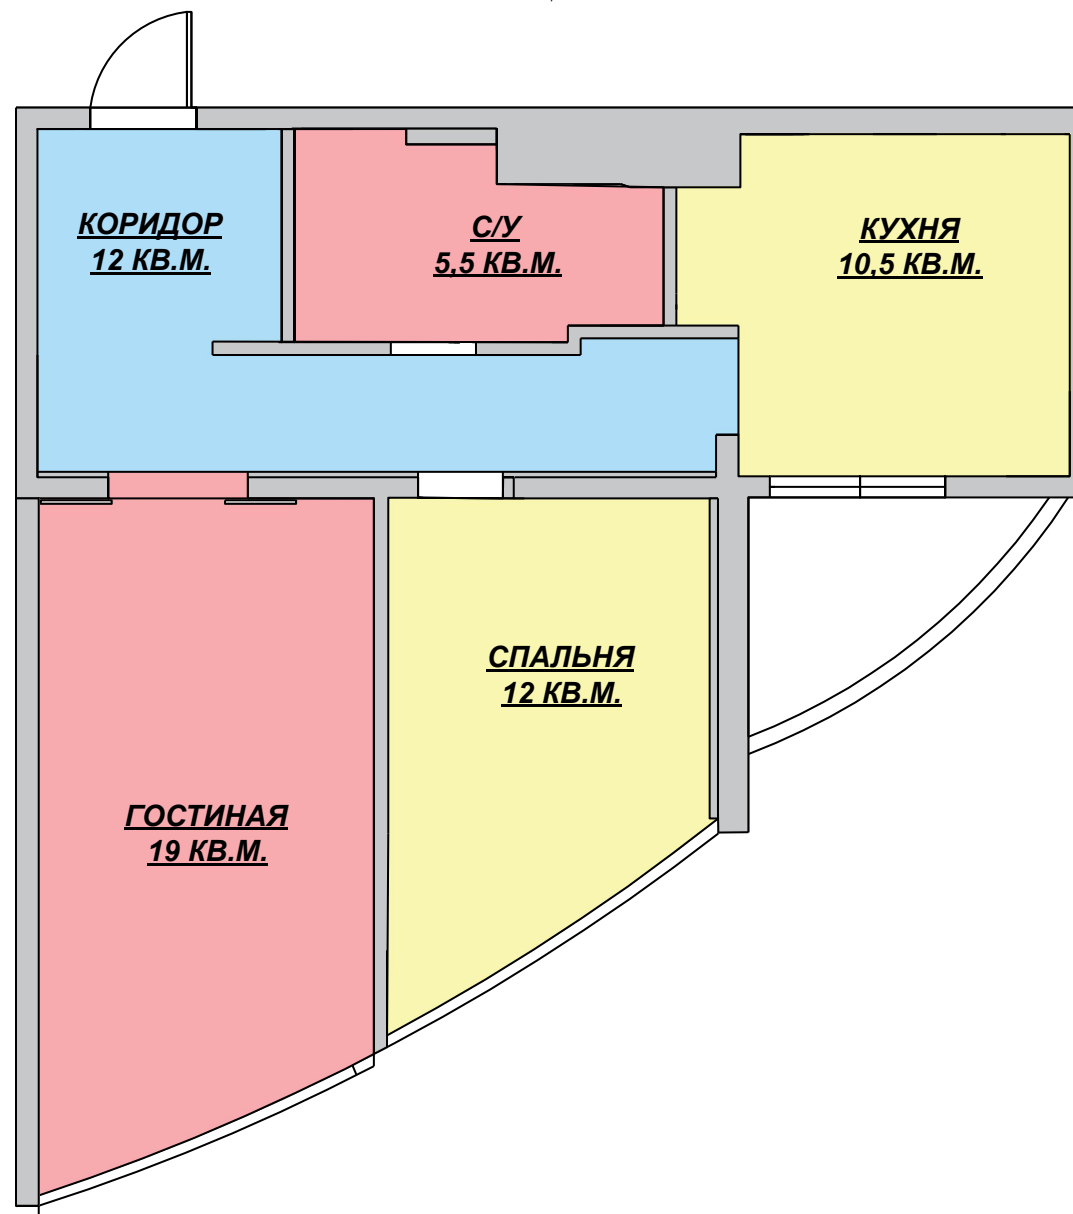 КОРИДОР
12 КВ.М.
С/У
5,5 КВ.М.
КУХНЯ
10,5 КВ.М.
СПАЛЬНЯ
12 КВ.М.
ГОСТИНАЯ
19 КВ.М.